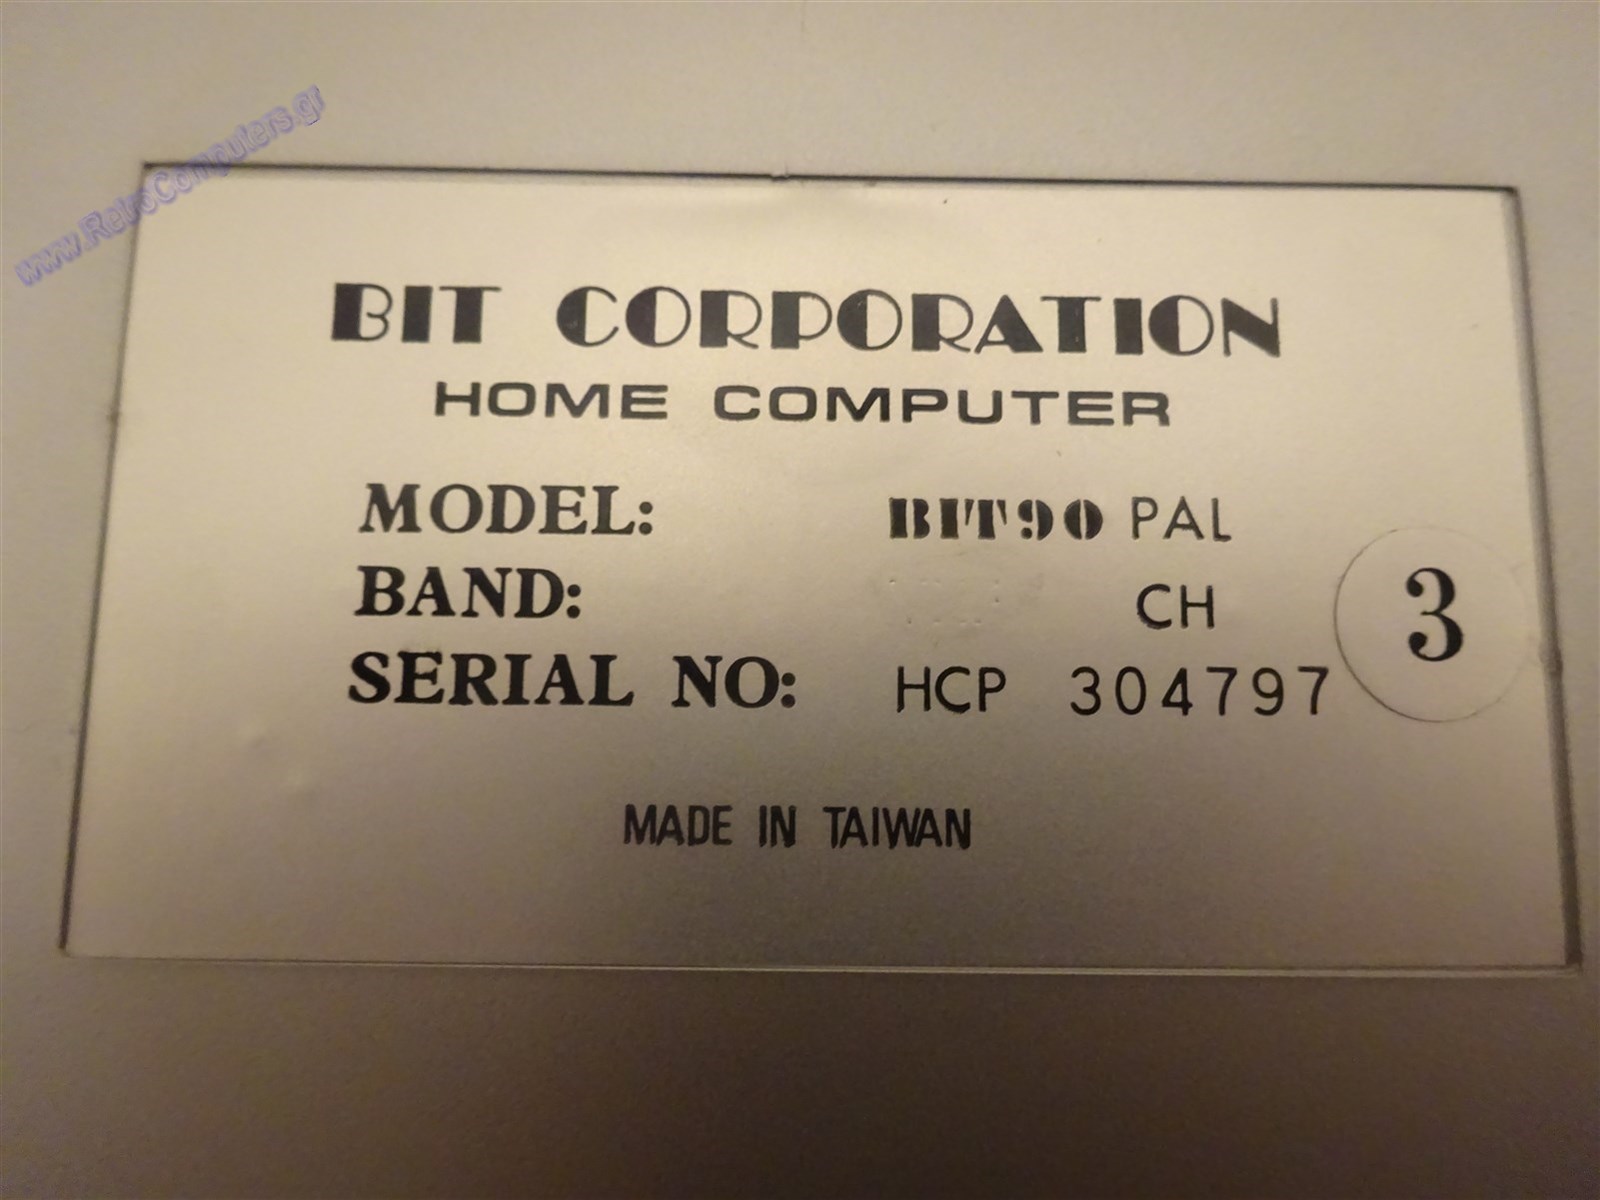 www.RetroComputers.gr
BIT CORPORATION
HOME COMPUTER
MODEL: BIT90 PAL
BAND: CH 3
SERIAL NO: HCP 304797
MADE IN TAIWAN